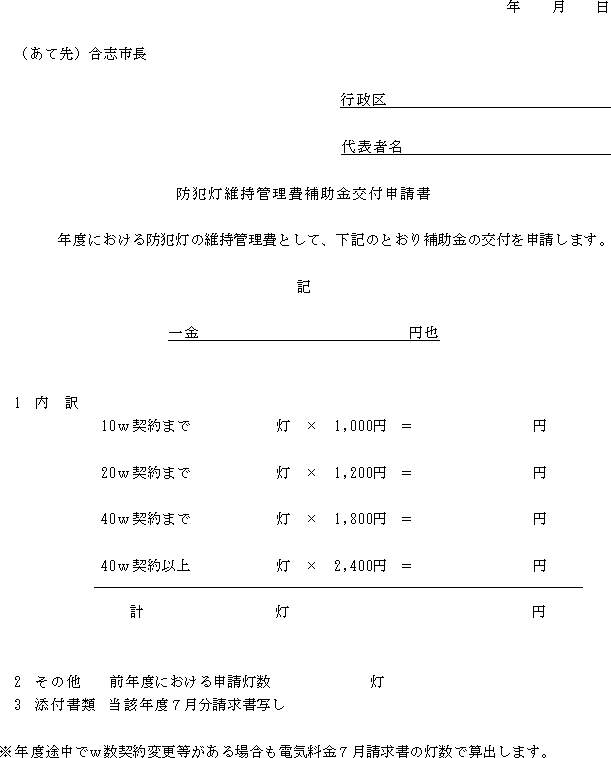 年　　月　　日
（あて先）合志市長
行政区
代表者名
防犯灯維持管理費補助金交付申請書
年度における防犯灯の維持管理費として、下記のとおり補助金の交付を申請します。
記
一金　　　　　　　　　　　　　　円也
1　内　訳
10ｗ契約まで　　　　　　灯　×　1,000円　＝　　　　　　　　円
20ｗ契約まで　　　　　　灯　×　1,200円　＝　　　　　　　　円
40ｗ契約まで　　　　　　灯　×　1,800円　＝　　　　　　　　円
40ｗ契約以上　　　　　　灯　×　2,400円　＝　　　　　　　　円
計　　　　　　　　　灯　　　　　　　　　　　　　　　　円
2　その他　　前年度における申請灯数　　　　　　　灯
3　添付書類　当該年度７月分請求書写し
※年度途中でｗ数契約変更等がある場合も電気料金７月請求書の灯数で算出します。